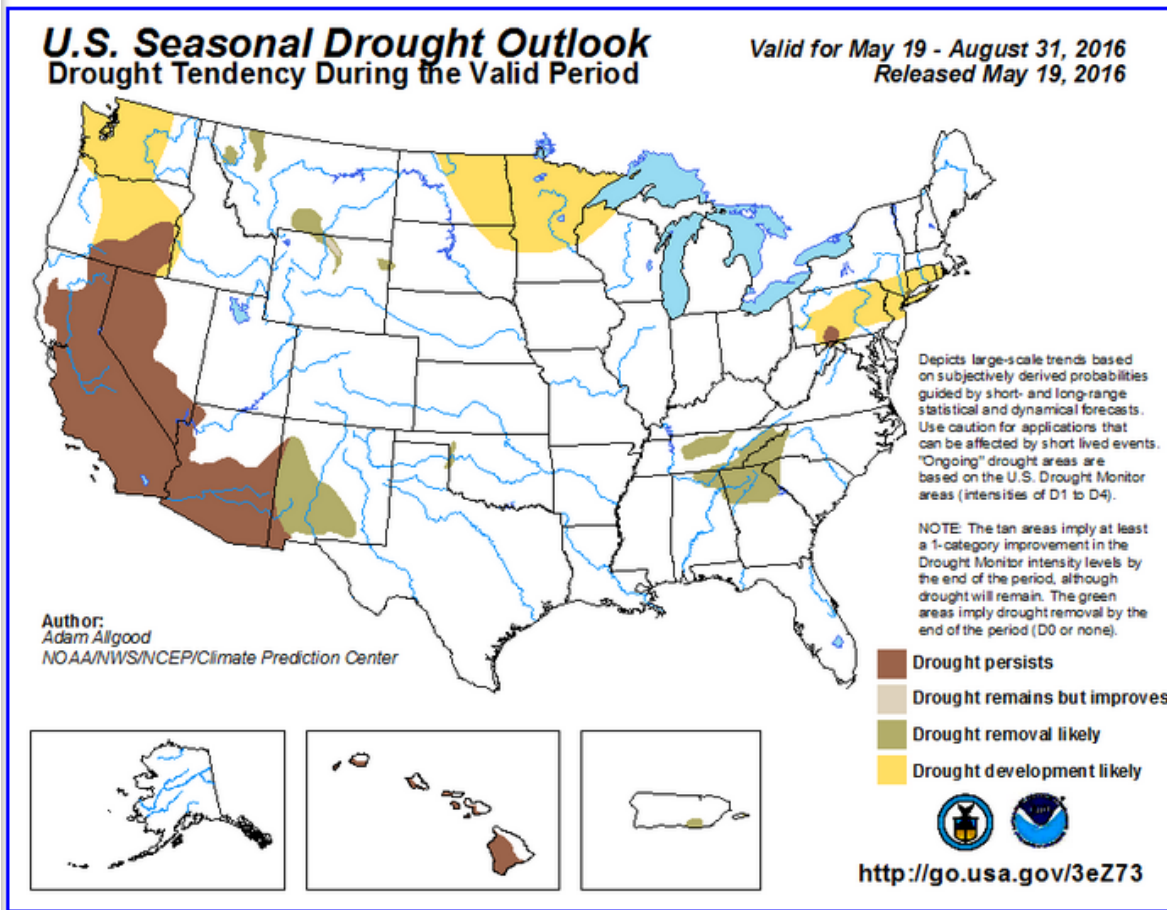 U.S. Seasonal Drought Outlook
Drought Tendency During the Valid Period
Valid for May 19 - August 31, 2016
Released May 19, 2016
Depicts large-scale trends based
on subjectively derived probabilities
guided by short- and long-range
statistical and dynamical forecasts.
Use caution for applications that
can be affected by short lived events.
"Ongoing" drought areas are
based on the U.S. Drought Monitor
areas (intensities of D1 to D4).
NOTE: The tan areas imply at least
a 1-category improvement in the
Drought Monitor intensity levels by
the end of the period, although
drought will remain. The green
areas imply drought removal by the
end of the period (D0 or none).
Author:
Adam Allgood
NOAA/NWS/NCEP/Climate Prediction Center
Drought persists
Drought remains but improves
Drought removal likely
Drought development likely
http://go.usa.gov/3eZ73